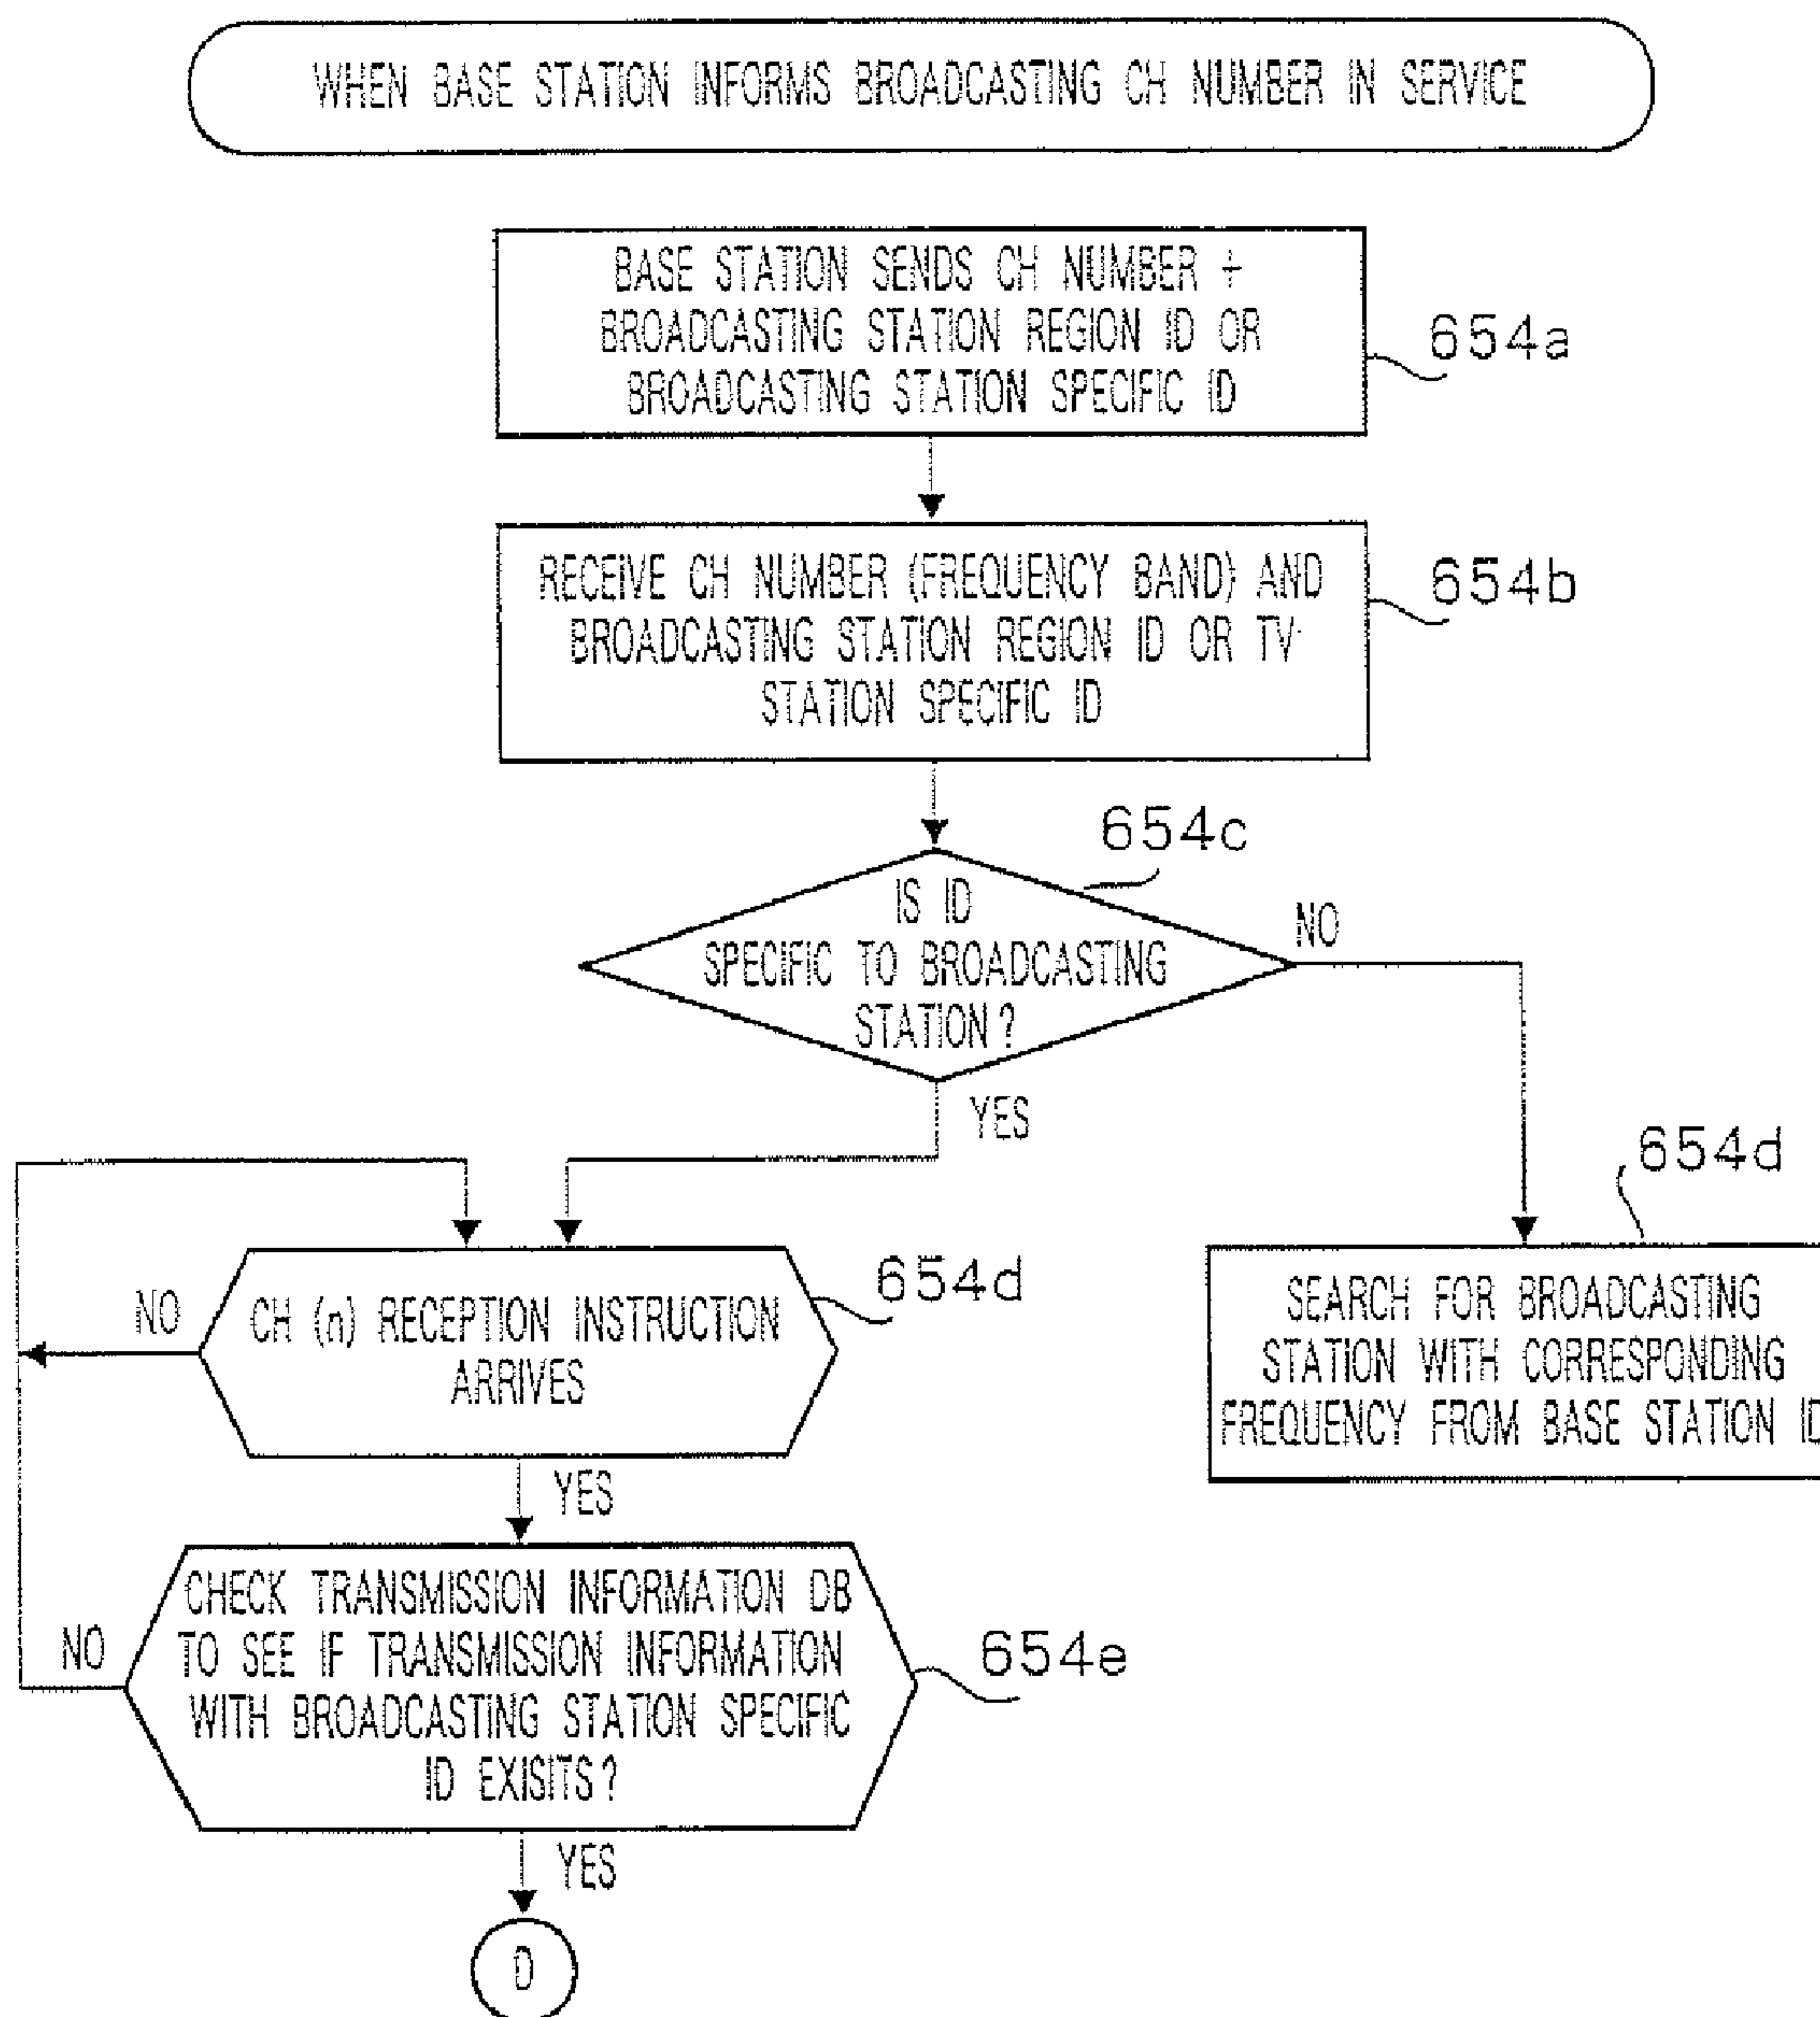 WHEN BASE STATION INFORMS BROADCASTING CH NUMBER IN SERVICE
BASE STATION SENDS CH NUMBER +
BROADCASTING STATION REGION ID OR
BROADCASTING STATION SPECIFIC ID
654a
RECEIVE CH NUMBER (FREQUENCY BAND) AND
BROADCASTING STATION REGION ID OR TV
STATION SPECIFIC ID
654b
654c
IS ID
SPECIFIC TO BROADCASTING
STATION?
NO
YES
654d
CH (n) RECEPTION INSTRUCTION
ARRIVES
NO
654d
SEARCH FOR BROADCASTING
STATION WITH CORRESPONDING
FREQUENCY FROM BASE STATION ID
YES
CHECK TRANSMISSION INFORMATION DB
TO SEE IF TRANSMISSION INFORMATION
WITH BROADCASTING STATION SPECIFIC
ID EXISITS?
NO
654e
YES
D